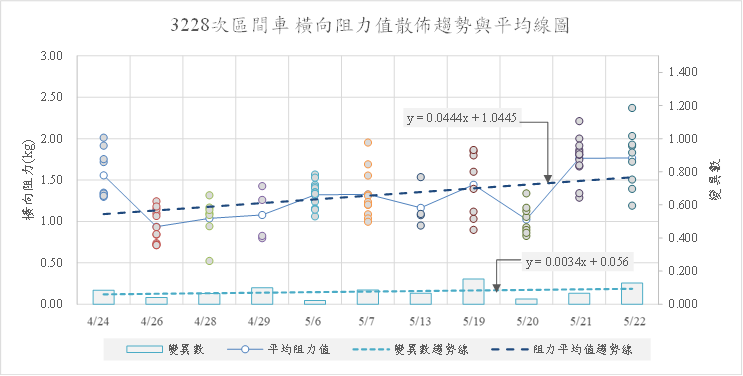 3228次區間車 橫向阻力值散佈趨勢與平均線圖
橫向阻力(kg)
3.00
2.50
2.00
1.50
1.00
0.50
0.00
y = 0.0444x + 1.0445
y = 0.0034x + 0.056
1.400
1.200
1.000
0.800
0.600
0.400
0.200
0.000
變異數
4/24 4/26 4/28 4/29 5/6 5/7 5/13 5/19 5/20 5/21 5/22
變異數 平均阻力值 變異數趨勢線 阻力平均值趨勢線